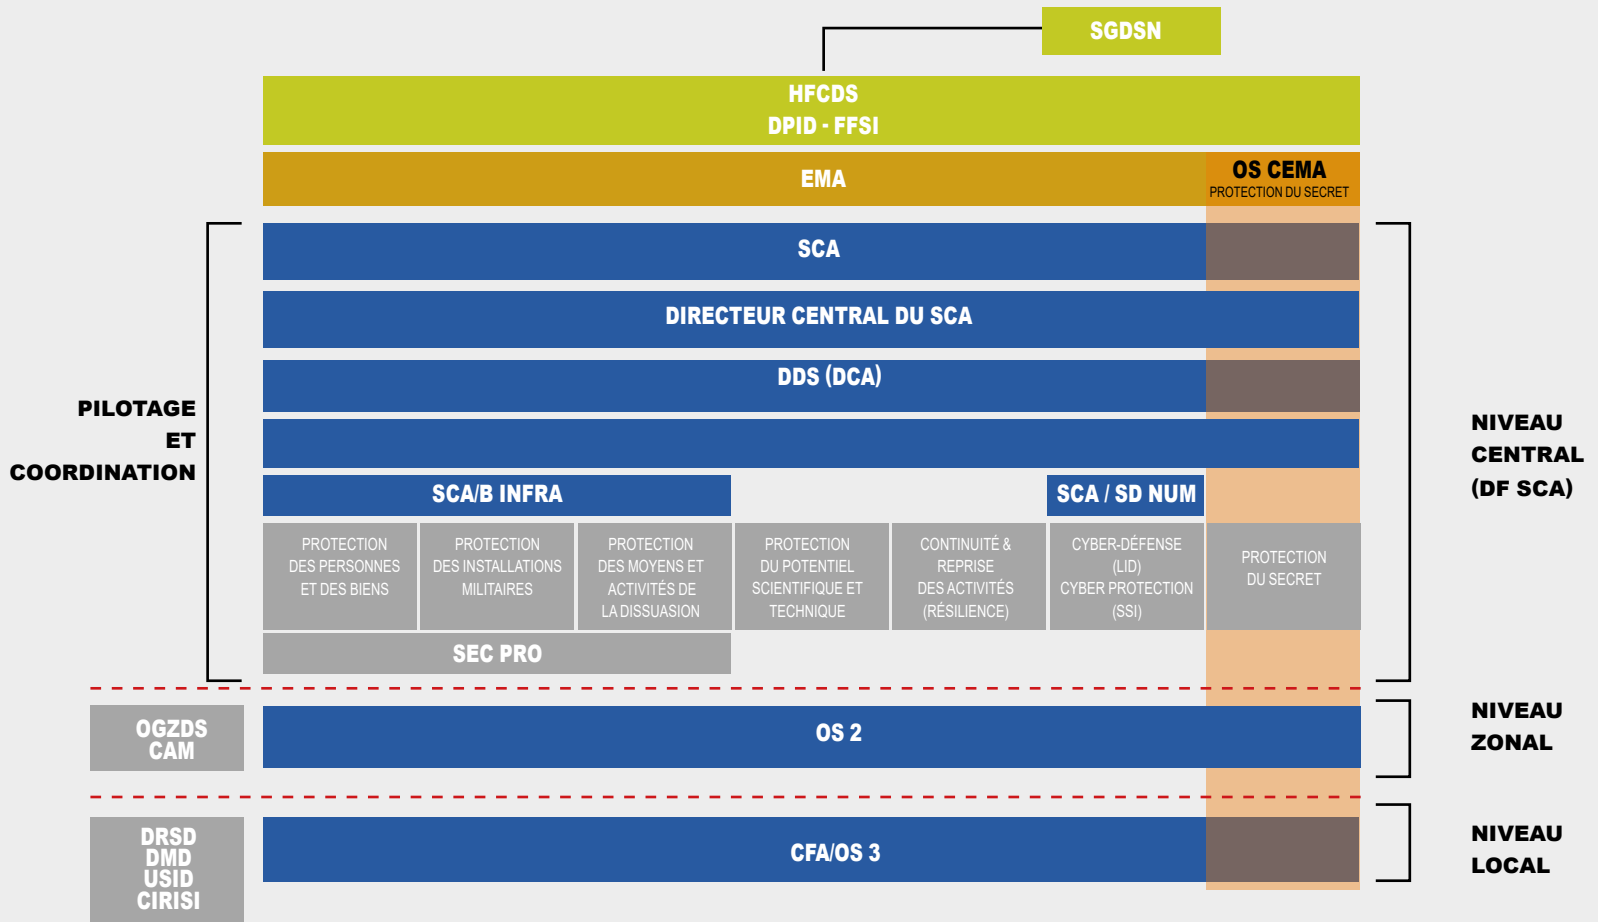 SGDSN
HFCDS
DPID - FFSI
EMA
OS CEMA
PROTECTION DU SECRET
SCA
DIRECTEUR CENTRAL DU SCA
DDS (DCA)
PILOTAGE
ET
COORDINATION
NIVEAU
CENTRAL
(DF SCA)
SCA/B INFRA
SCA / SD NUM
PROTECTION
DES PERSONNES
ET DES BIENS
PROTECTION
DES INSTALLATIONS
MILITAIRES
PROTECTION
DES MOYENS ET
ACTIVITÉS DE
LA DISSUASION
PROTECTION
DU POTENTIEL
SCIENTIFIQUE ET
TECHNIQUE
CONTINUITÉ &
REPRISE
DES ACTIVITÉS
(RÉSILIENCE)
CYBER-DÉFENSE
(LID)
CYBER PROTECTION
(SSI)
PROTECTION
DU SECRET
SEC PRO
OGZDS
CAM
OS 2
NIVEAU
ZONAL
DRSD
DMD
USID
CIRISI
CFA/OS 3
NIVEAU
LOCAL